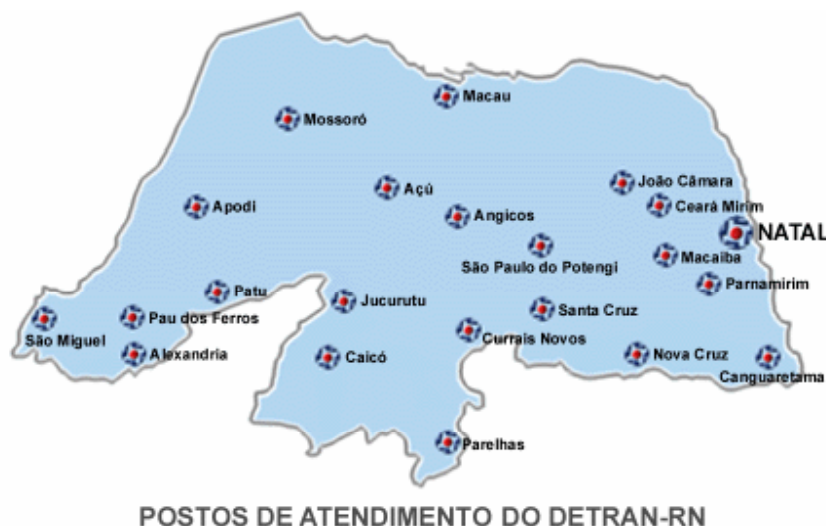 Macau
Mossoró
João Câmara
Açú
Ceará Mirim
Apodi
Angicos
NATAL
Macaiba
São Paulo do Potengi
Parnamirim
Patu
Jucurutu
Santa Cruz
Pau dos Ferros
São Miguel
Currais Novos
Alexandria
Caicó
Nova Cruz
Canguaretama
Parelhas
POSTOS DE ATENDIMENTO DO DETRAN-RN